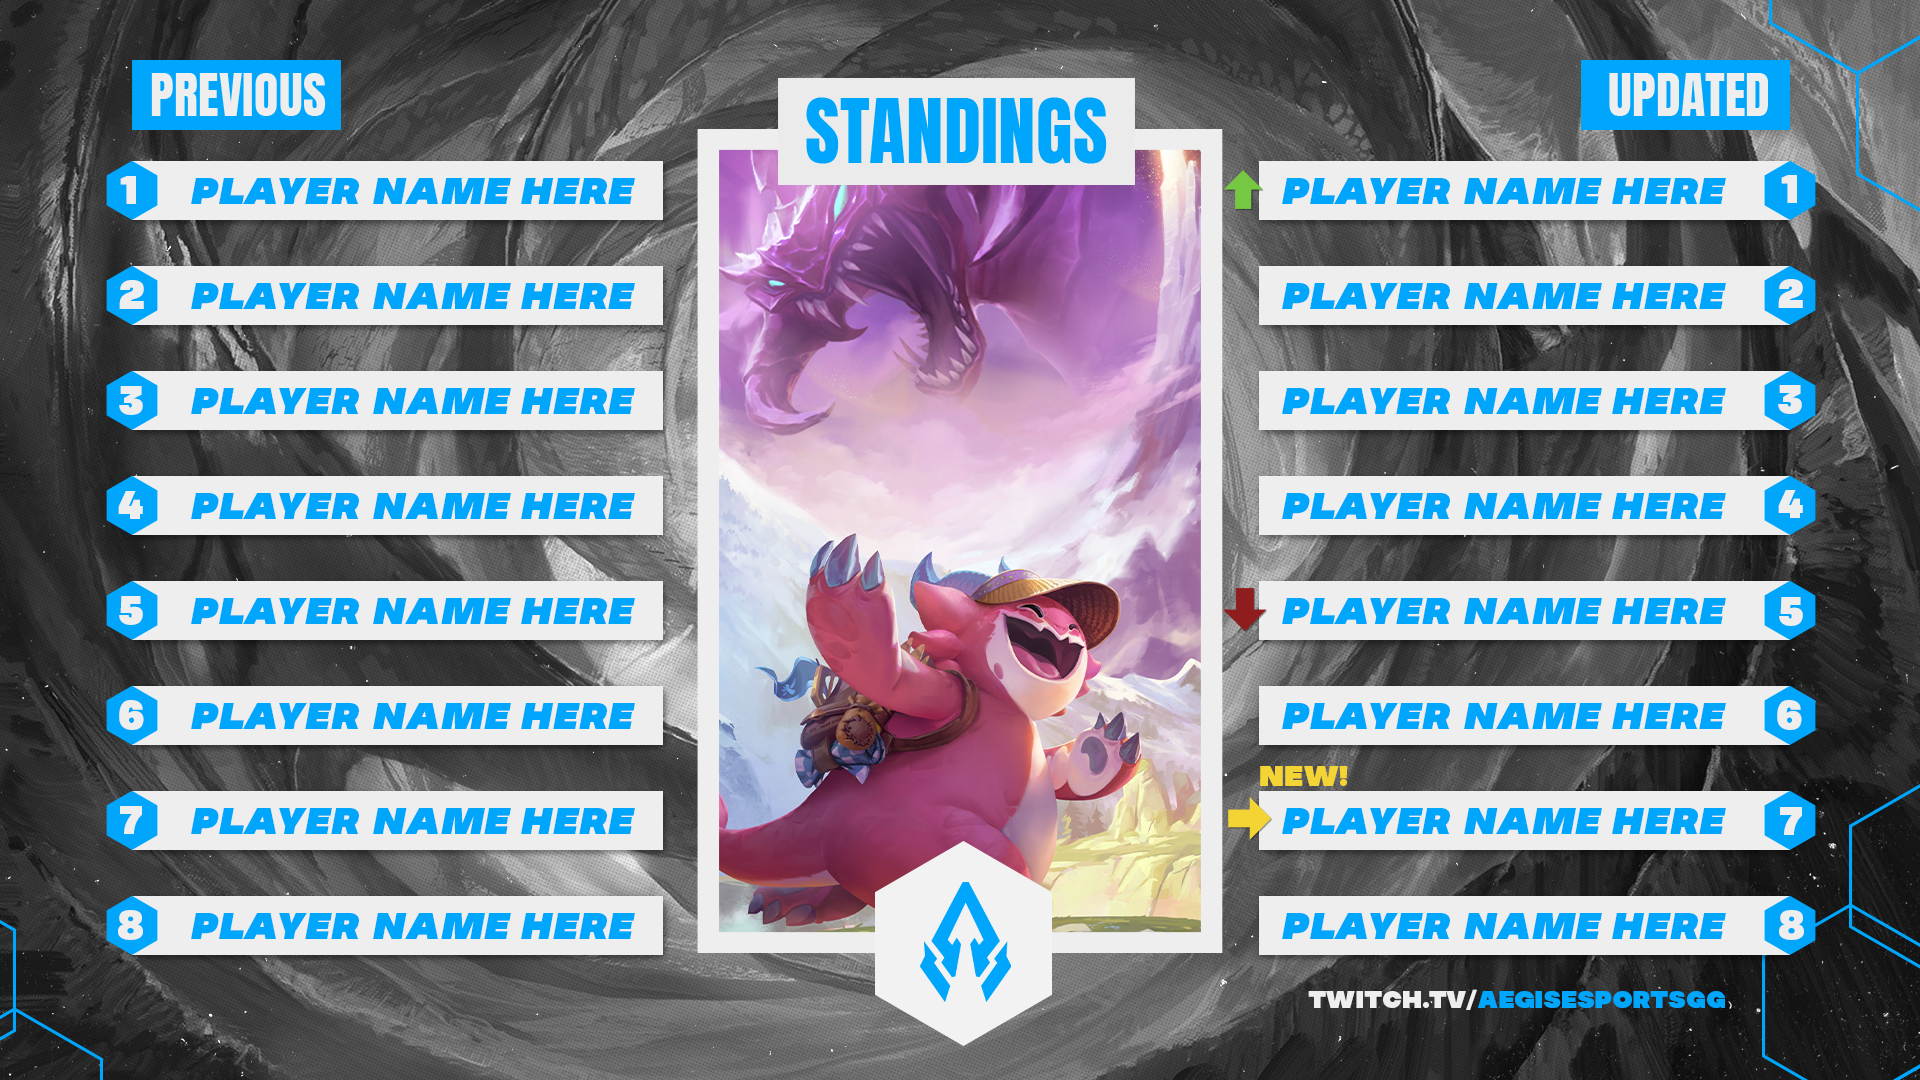 PREVIOUS
1 PLAYER NAME HERE
2 PLAYER NAME HERE
3 PLAYER NAME HERE
4 PLAYER NAME HERE
5 PLAYER NAME HERE
6 PLAYER NAME HERE
7 PLAYER NAME HERE
8 PLAYER NAME HERE
STANDINGS
UPDATED
PLAYER NAME HERE 1
PLAYER NAME HERE 2
PLAYER NAME HERE 3
PLAYER NAME HERE 4
PLAYER NAME HERE 5
PLAYER NAME HERE 6
NEW!
PLAYER NAME HERE 7
PLAYER NAME HERE 8
TWITCH.TV/AEGISESPORTSGG